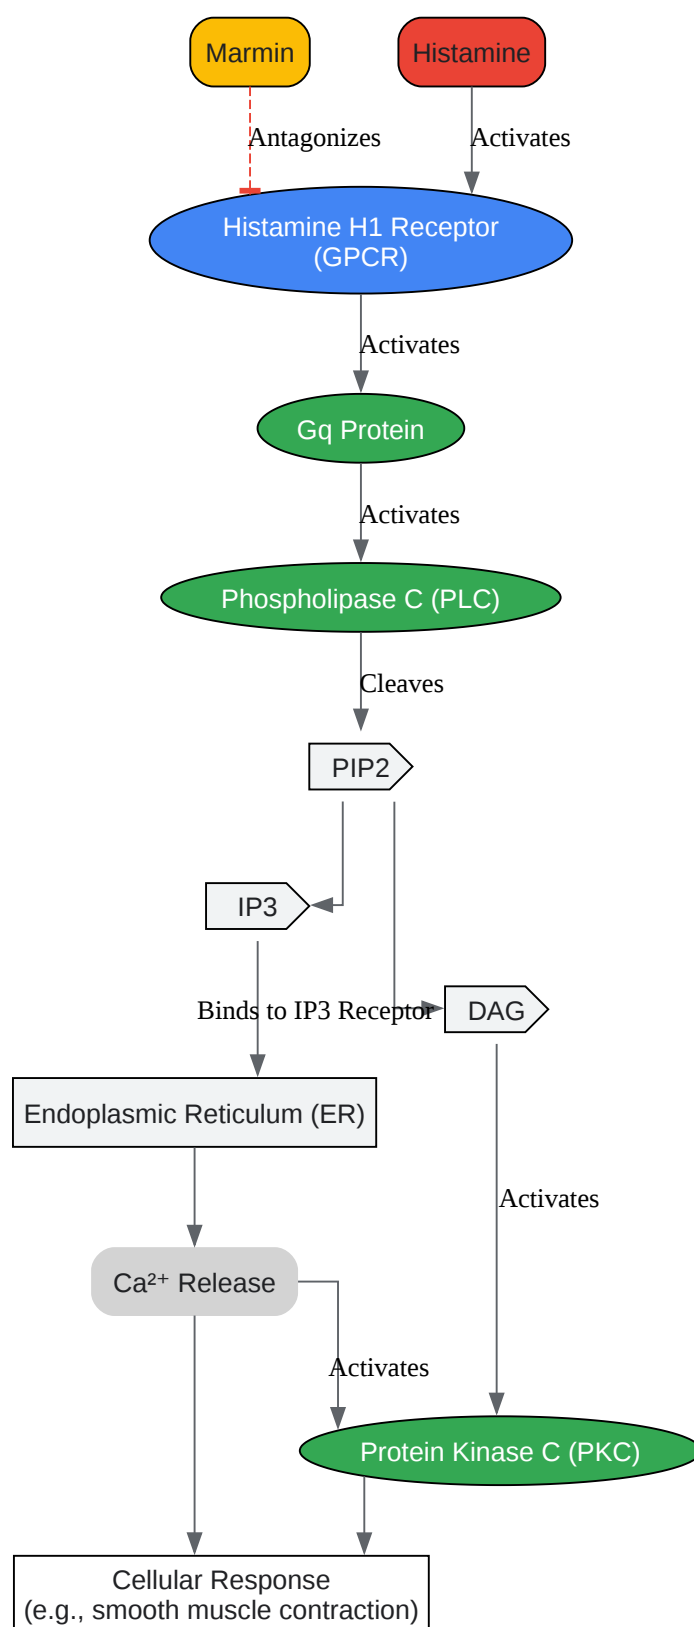 Marmin
Histamine
Antagonizes
Activates
Histamine H1 Receptor
(GPCR)
Activates
Gq Protein
Activates
Phospholipase C (PLC)
Cleaves
PIP2
IP3
Binds to IP3 Receptor
DAG
Endoplasmic Reticulum (ER)
Activates
Ca²⁺ Release
Activates
Protein Kinase C (PKC)
Cellular Response
(e.g., smooth muscle contraction)